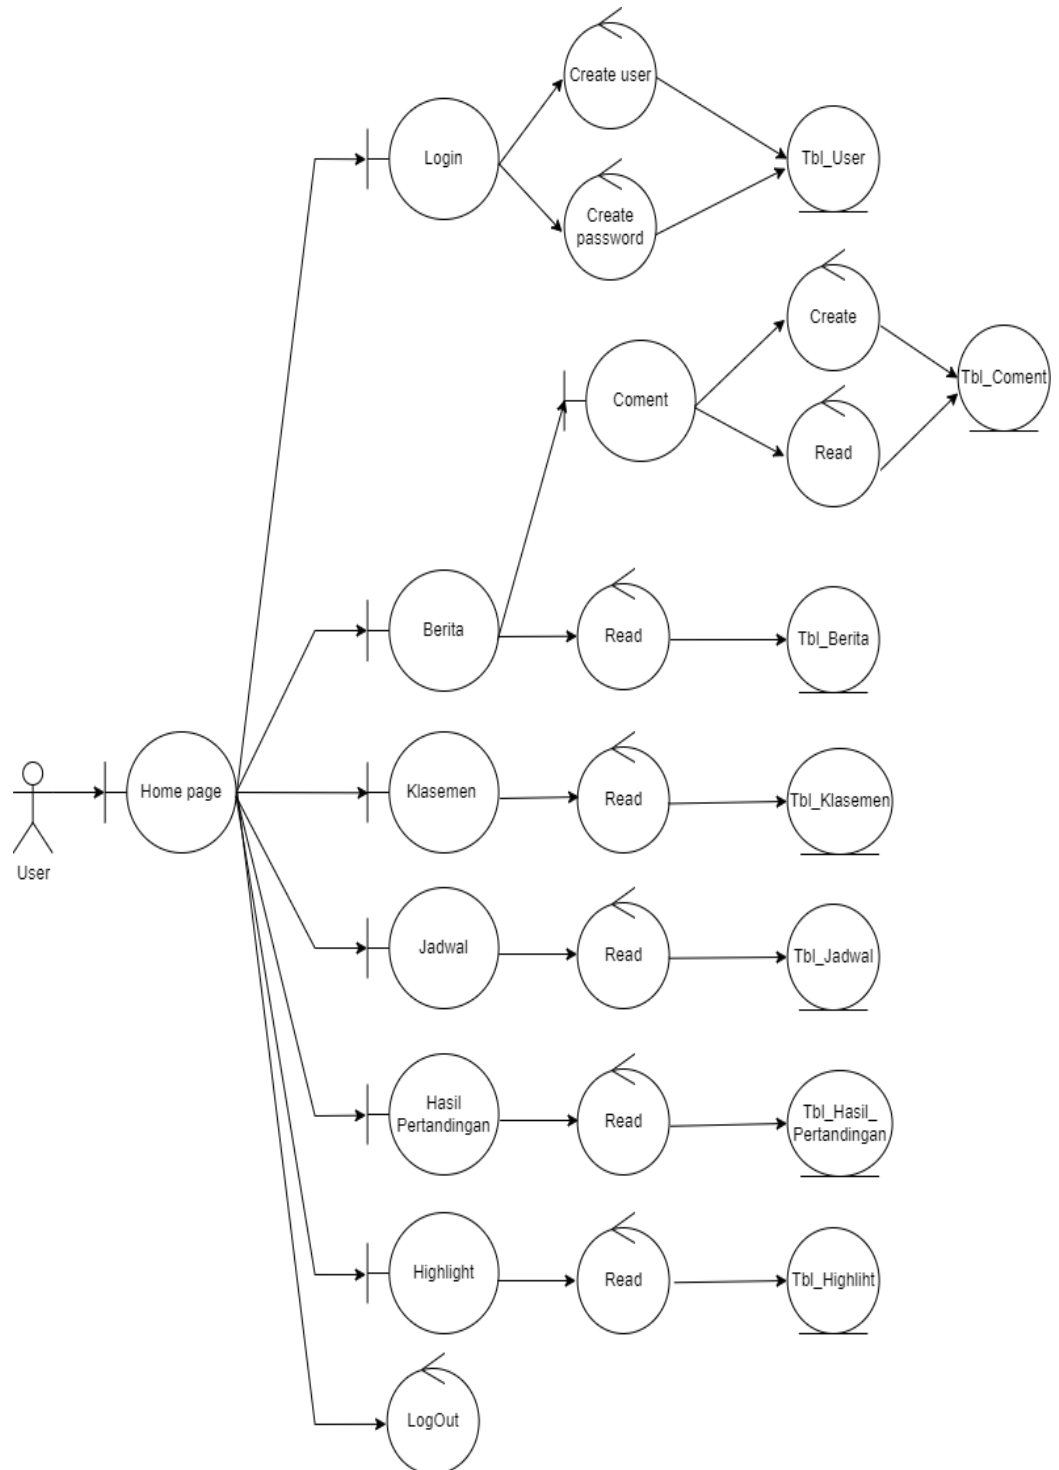 Create user
Login
Tbl_User
Create
password
Create
Tbl_Coment
Coment
Read
Berita
Read
Tbl_Berita
Home page
Klasemen
Read
Tbl_Klasemen
User
Jadwal
Read
Tbl_Jadwal
Hasil
Pertandingan
Read
Tbl_Hasil_
Pertandingan
Highlight
Read
Tbl_Highliht
LogOut